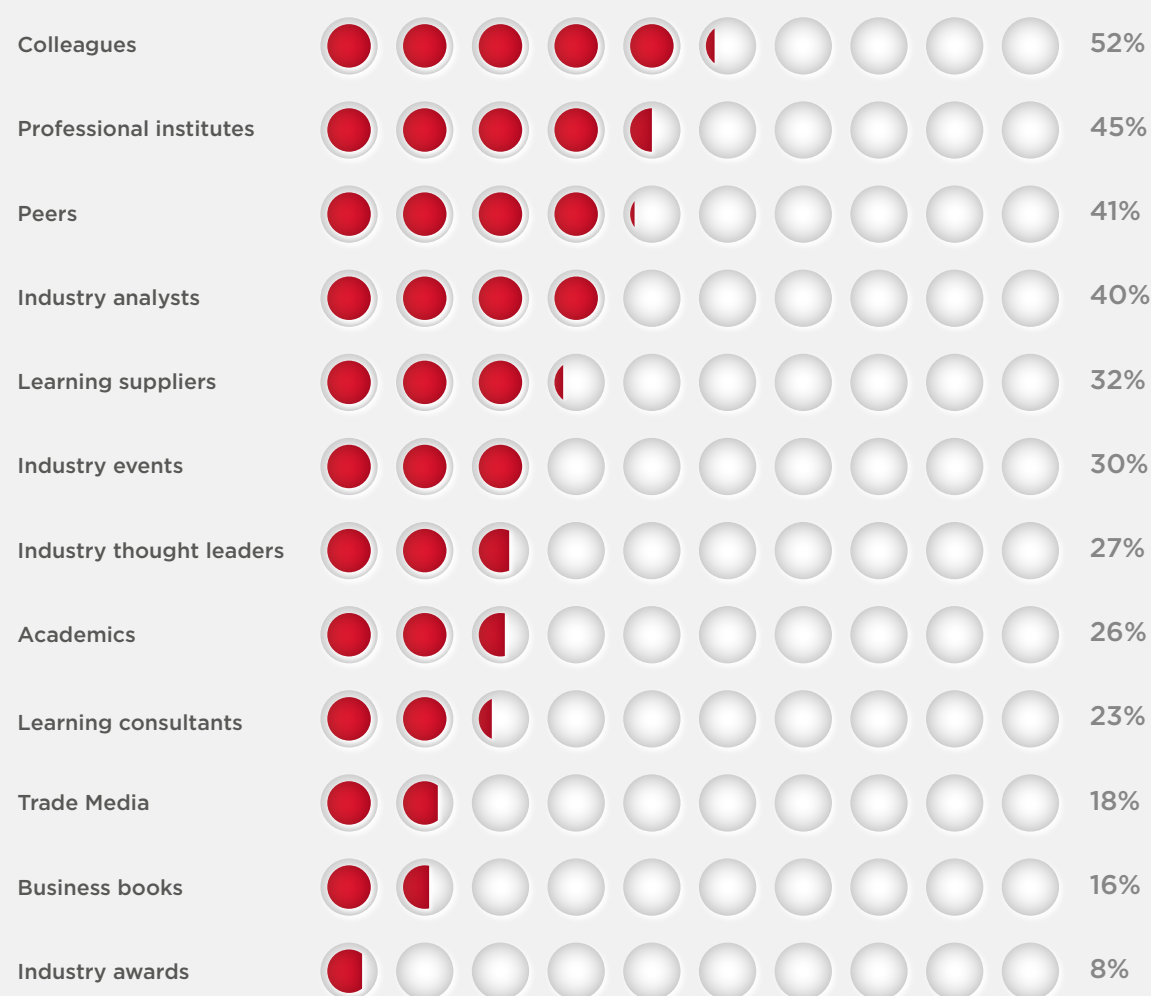 Colleagues 52%
Professional institutes 45%
Peers 41%
Industry analysts 40%
Learning suppliers 32%
Industry events 30%
Industry thought leaders 27%
Academics 26%
Learning consultants 23%
Trade Media 18%
Business books 16%
Industry awards 8%